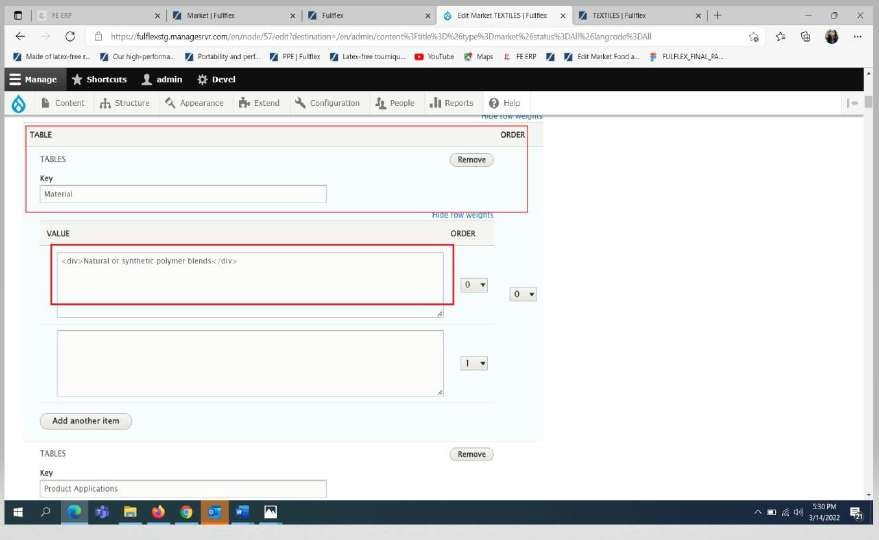 FE ERP
Market | Fullflex
Fullflex
Edit Market TEXTILES | Fullflex
TEXTILES | Fullflex
https://fulflexstg.managesrvr.com/en/node/57/edit?destination=/en/admin/content%3Ftitle%3D%26type%3Dmarket%26status%3DAll%26langcode%3DAll
Made of latex-free r... Our high-performa... Portability and perf... PPE | Fullflex Latex-free tourniqu... YouTube Maps FE ERP Edit Market Food a... FULFLEX_FINAL_RA...
Manage Shortcuts admin Devel
Content Structure Appearance Extend Configuration People Reports Help
Hide row weights
TABLE ORDER
TABLES Remove
Key
Material
Hide row weights
VALUE ORDER
<div>Natural or synthetic polymer blends</div>
0
0
1
Add another item
TABLES Remove
Key
Product Applications
5:30 PM
3/14/2022
21